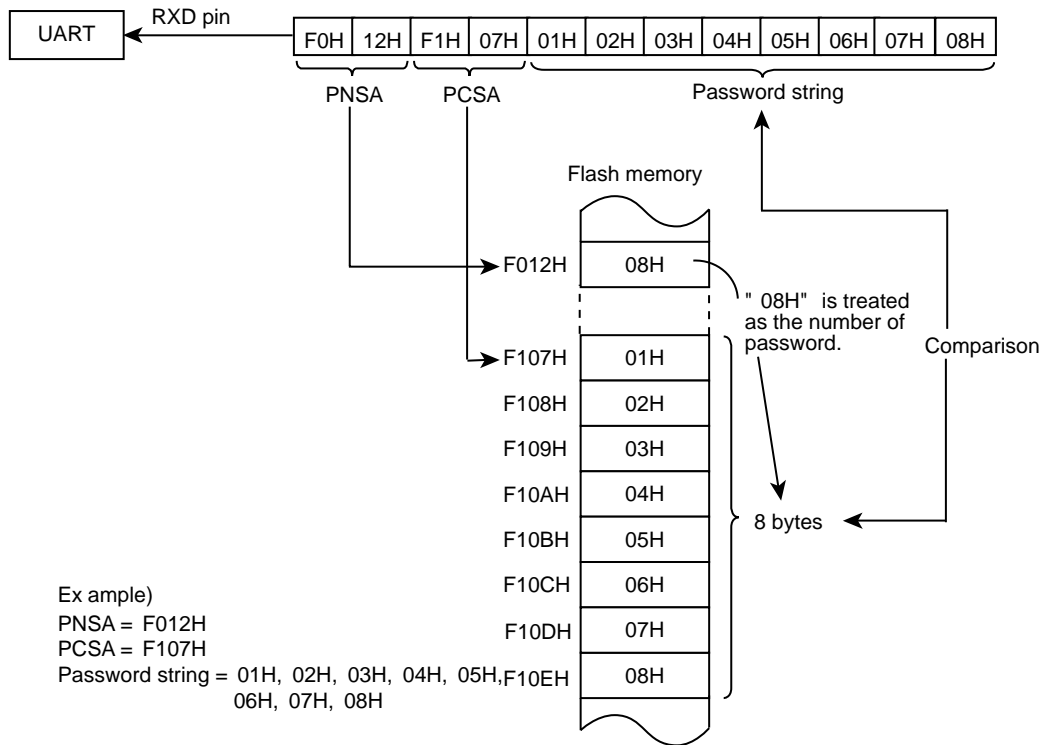 UART
RXD pin
F0H 12H F1H 07H 01H 02H 03H 04H 05H 06H 07H 08H
PNSA PCSA Password string
Flash memory
F012H 08H
" 08H" is treated
as the number of
password.
Comparison
F107H 01H
F108H 02H
F109H 03H
F10AH 04H
F10BH 05H
F10CH 06H
F10DH 07H
F10EH 08H
8 bytes
Ex ample)
PNSA = F012H
PCSA = F107H
Password string = 01H, 02H, 03H, 04H, 05H,
06H, 07H, 08H